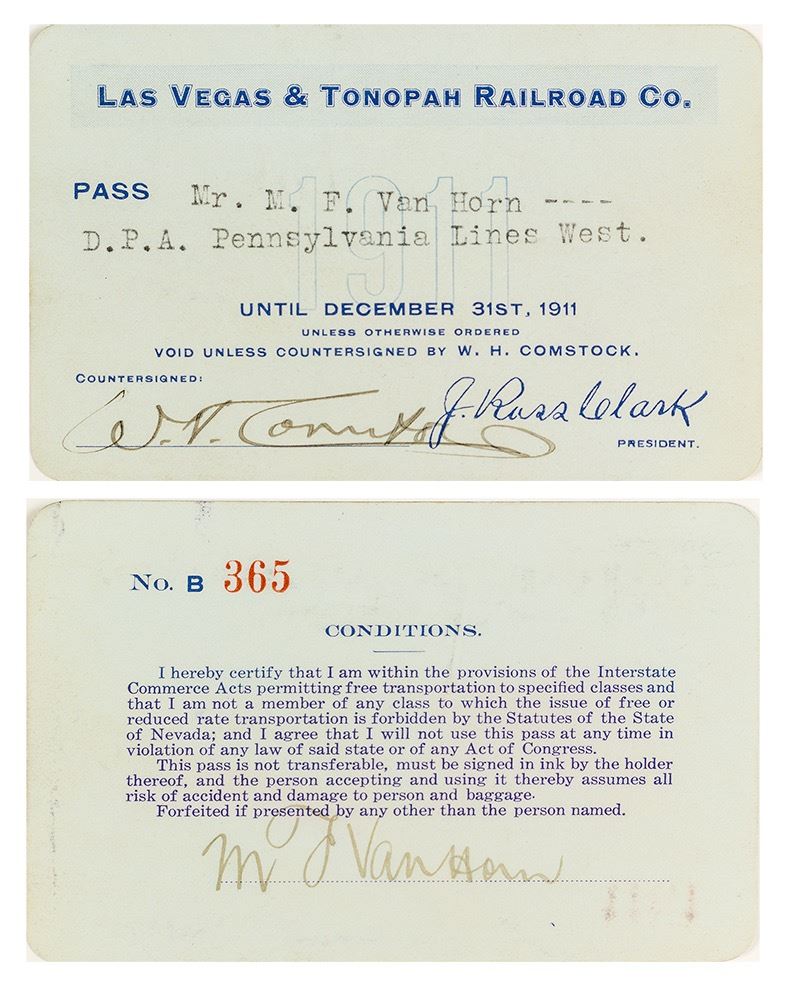 LAS VEGAS & TONOPAH RAILROAD CO.
1911
PASS Mr. M. F. Van Horn ----
D.P.A. Pennsylvania Lines West.
UNTIL DECEMBER 31ST, 1911
UNLESS OTHERWISE ORDERED
VOID UNLESS COUNTERSIGNED BY W. H. COMSTOCK.
COUNTERSIGNED:
W. H. Comstock J. Ross Clark
PRESIDENT.
No. B 365
CONDITIONS.
I hereby certify that I am within the provisions of the Interstate
Commerce Acts permitting free transportation to specified classes and
that I am not a member of any class to which the issue of free or
reduced rate transportation is forbidden by the Statutes of the State
of Nevada; and I agree that I will not use this pass at any time in
violation of any law of said state or of any Act of Congress.
This pass is not transferable, must be signed in ink by the holder
thereof, and the person accepting and using it thereby assumes all
risk of accident and damage to person and baggage.
Forfeited if presented by any other than the person named.
M F Van Horn